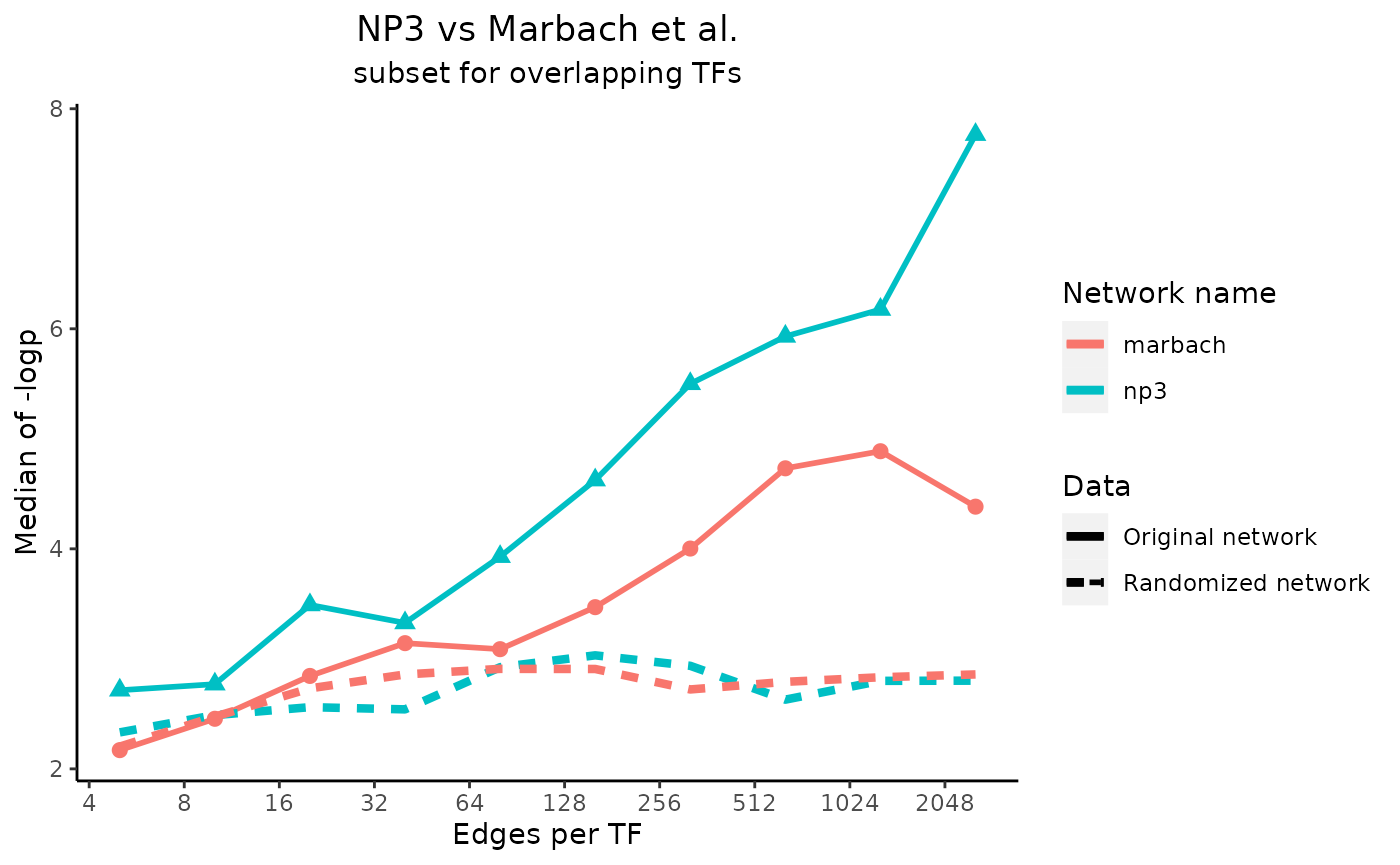 NP3 vs Marbach et al.
subset for overlapping TFs
Median of -logp
8
6
4
2
4 8 16 32 64 128 256 512 1024 2048
Edges per TF
Network name
marbach
np3
Data
Original network
Randomized network